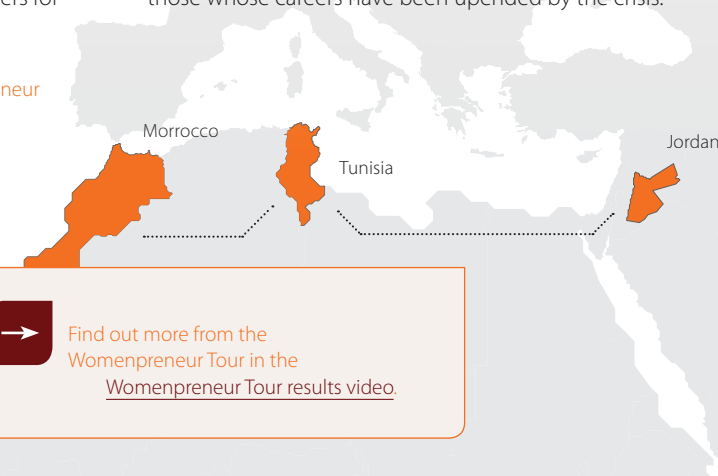 those whose careers have been upended by the crisis.
Morrocco
Tunisia
Jordan
Find out more from the
Womenpreneur Tour in the
Womenpreneur Tour results video.